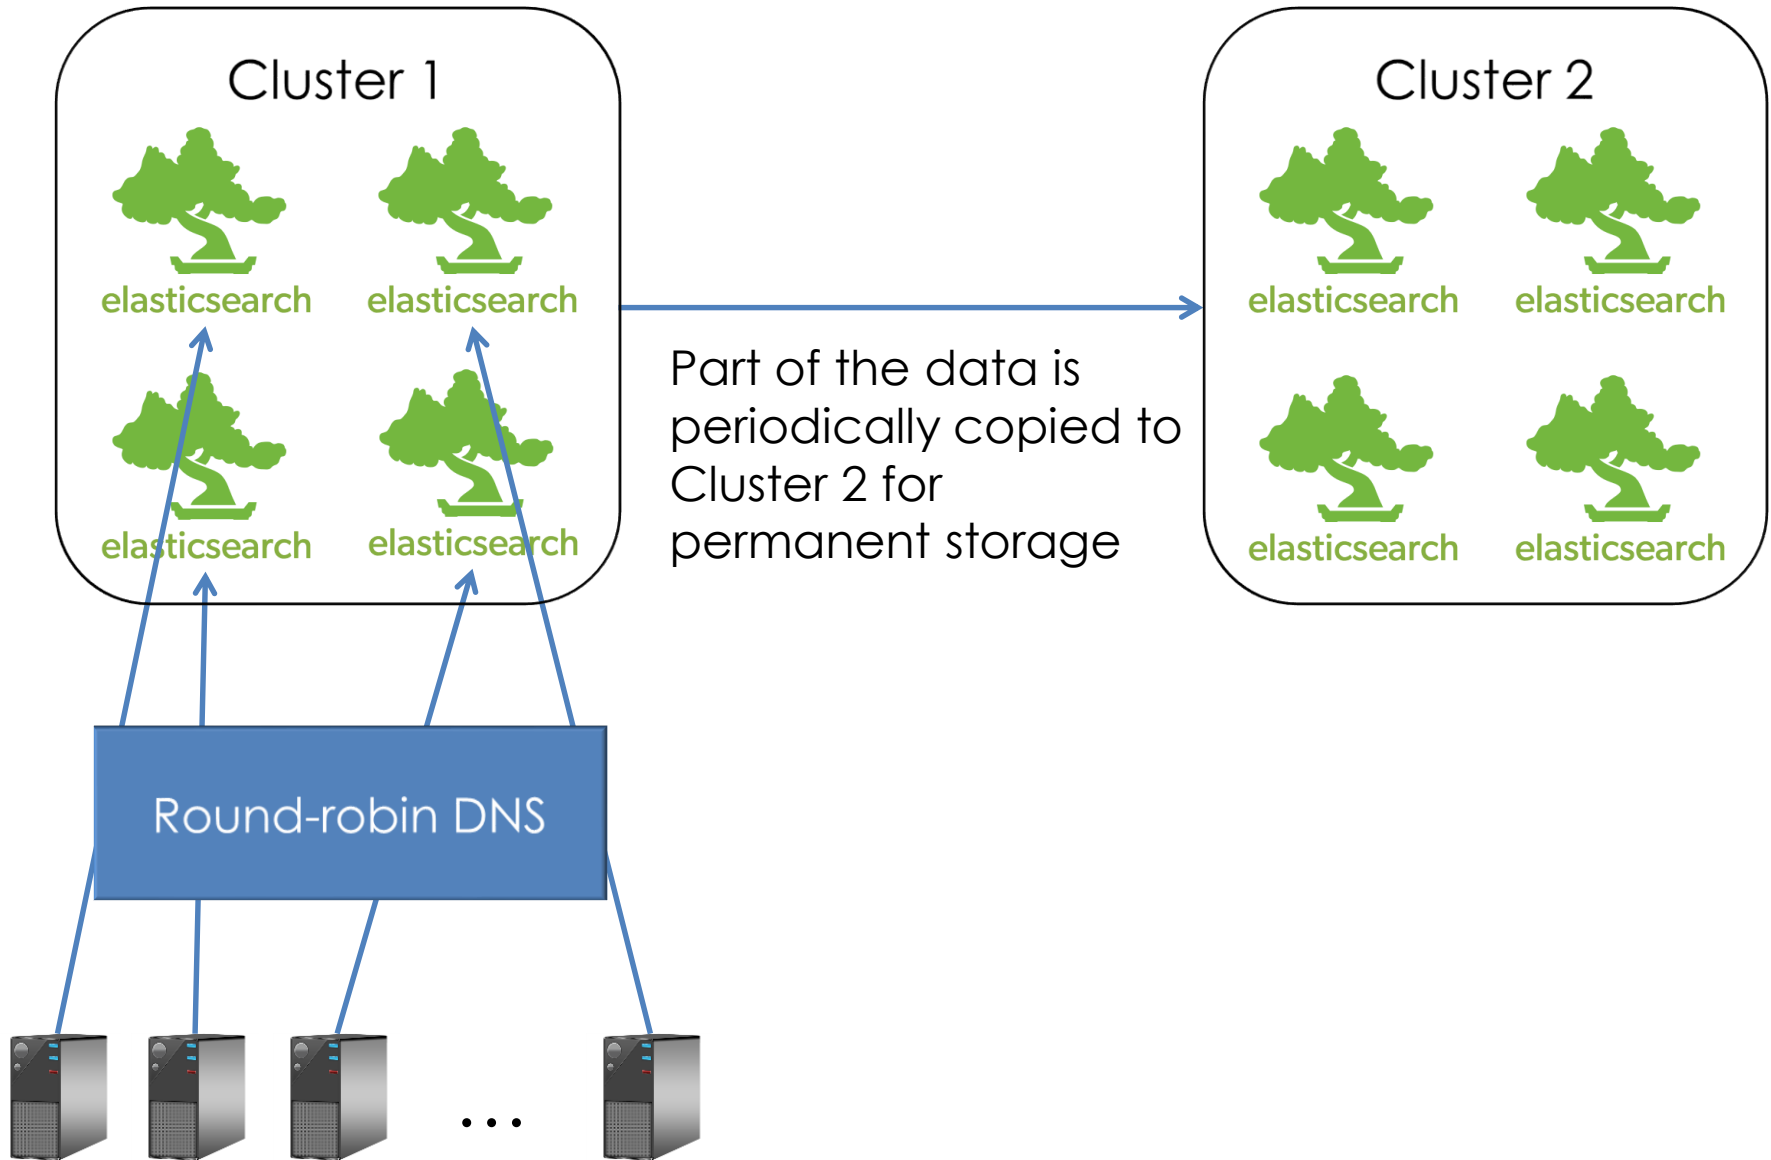 Cluster 1
Cluster 2
elasticsearch elasticsearch
elasticsearch elasticsearch
Part of the data is
periodically copied to
Cluster 2 for
permanent storage
elasticsearch elasticsearch
elasticsearch elasticsearch
Round-robin DNS
...